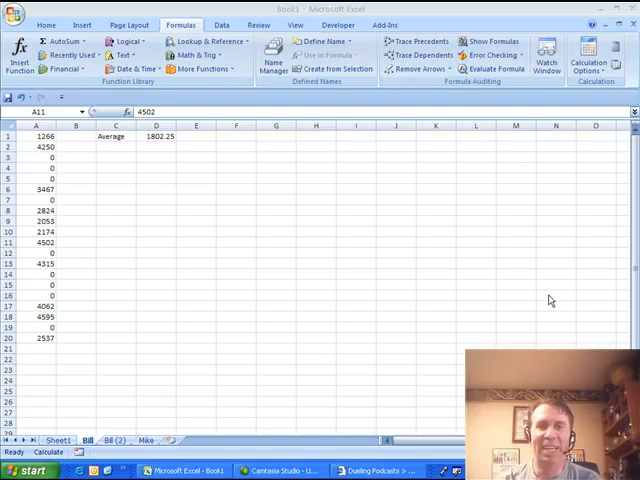 Book1 - Microsoft Excel
Home Insert Page Layout Formulas Data Review View Developer Add-Ins
fx Σ AutoSum Logical Lookup & Reference Define Name Trace Precedents Show Formulas
Insert Function Recently Used Text Math & Trig Name Manager Use in Formula Trace Dependents Error Checking Watch Window Calculation Options
Financial Date & Time More Functions Create from Selection Remove Arrows Evaluate Formula
Function Library Defined Names Formula Auditing Calculation
A11 fx 4502
A B C D E F G H I J K L M N O
1 1266 Average 1802.25
2 4250
3 0
4 0
5 0
6 3467
7 0
8 2824
9 2053
10 2174
11 4502
12 0
13 4315
14 0
15 0
16 0
17 4062
18 4595
19 0
20 2537
21
22
23
24
25
26
27
28
29
Sheet1 Bill Bill (2) Mike
Ready Calculate
start Microsoft Excel - Book1 Camtasia Studio - U... Dueling Podcasts > ...